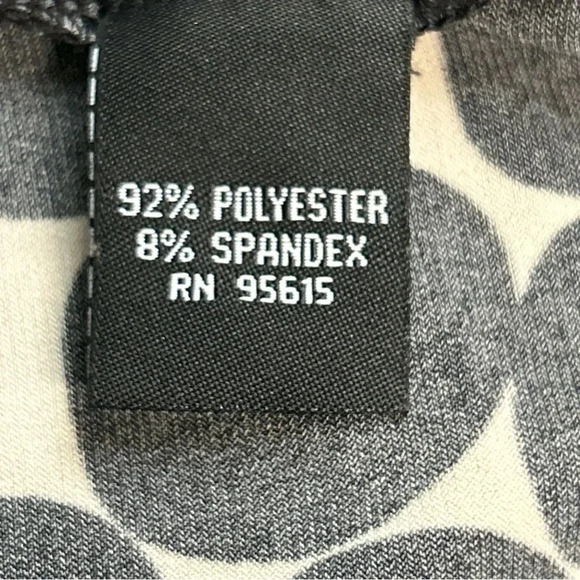 92% POLYESTER
8% SPANDEX
RN 95615